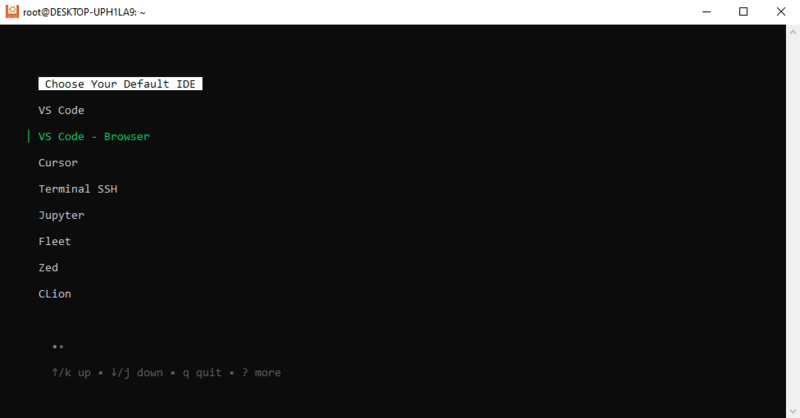 root@DESKTOP-UPH1LA9: ~
Choose Your Default IDE
VS Code
VS Code - Browser
Cursor
Terminal SSH
Jupyter
Fleet
Zed
CLion
••
↑/k up • ↓/j down • q quit • ? more